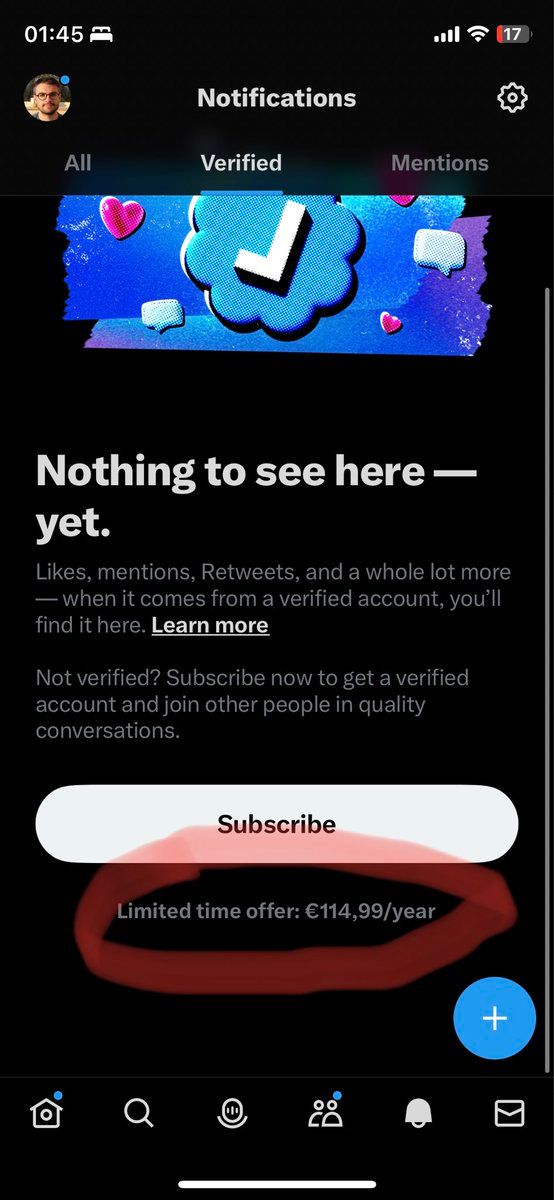 01:45
17
Notifications
All
Verified
Mentions
Nothing to see here —
yet.
Likes, mentions, Retweets, and a whole lot more
— when it comes from a verified account, you’ll
find it here. Learn more
Not verified? Subscribe now to get a verified
account and join other people in quality
conversations.
Subscribe
Limited time offer: €114,99/year